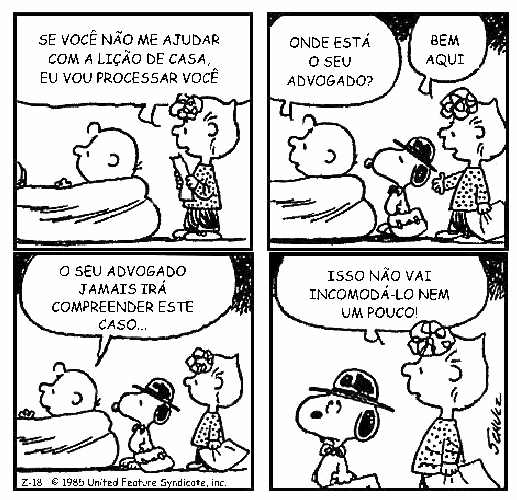 SE VOCÊ NÃO ME AJUDAR
COM A LIÇÃO DE CASA,
EU VOU PROCESSAR VOCÊ
ONDE ESTÁ
O SEU
ADVOGADO?
BEM
AQUI
O SEU ADVOGADO
JAMAIS IRÁ
COMPREENDER ESTE
CASO...
ISSO NÃO VAI
INCOMODÁ-LO NEM
UM POUCO!
SCHULZ
Z-18 © 1985 United Feature Syndicate, inc.